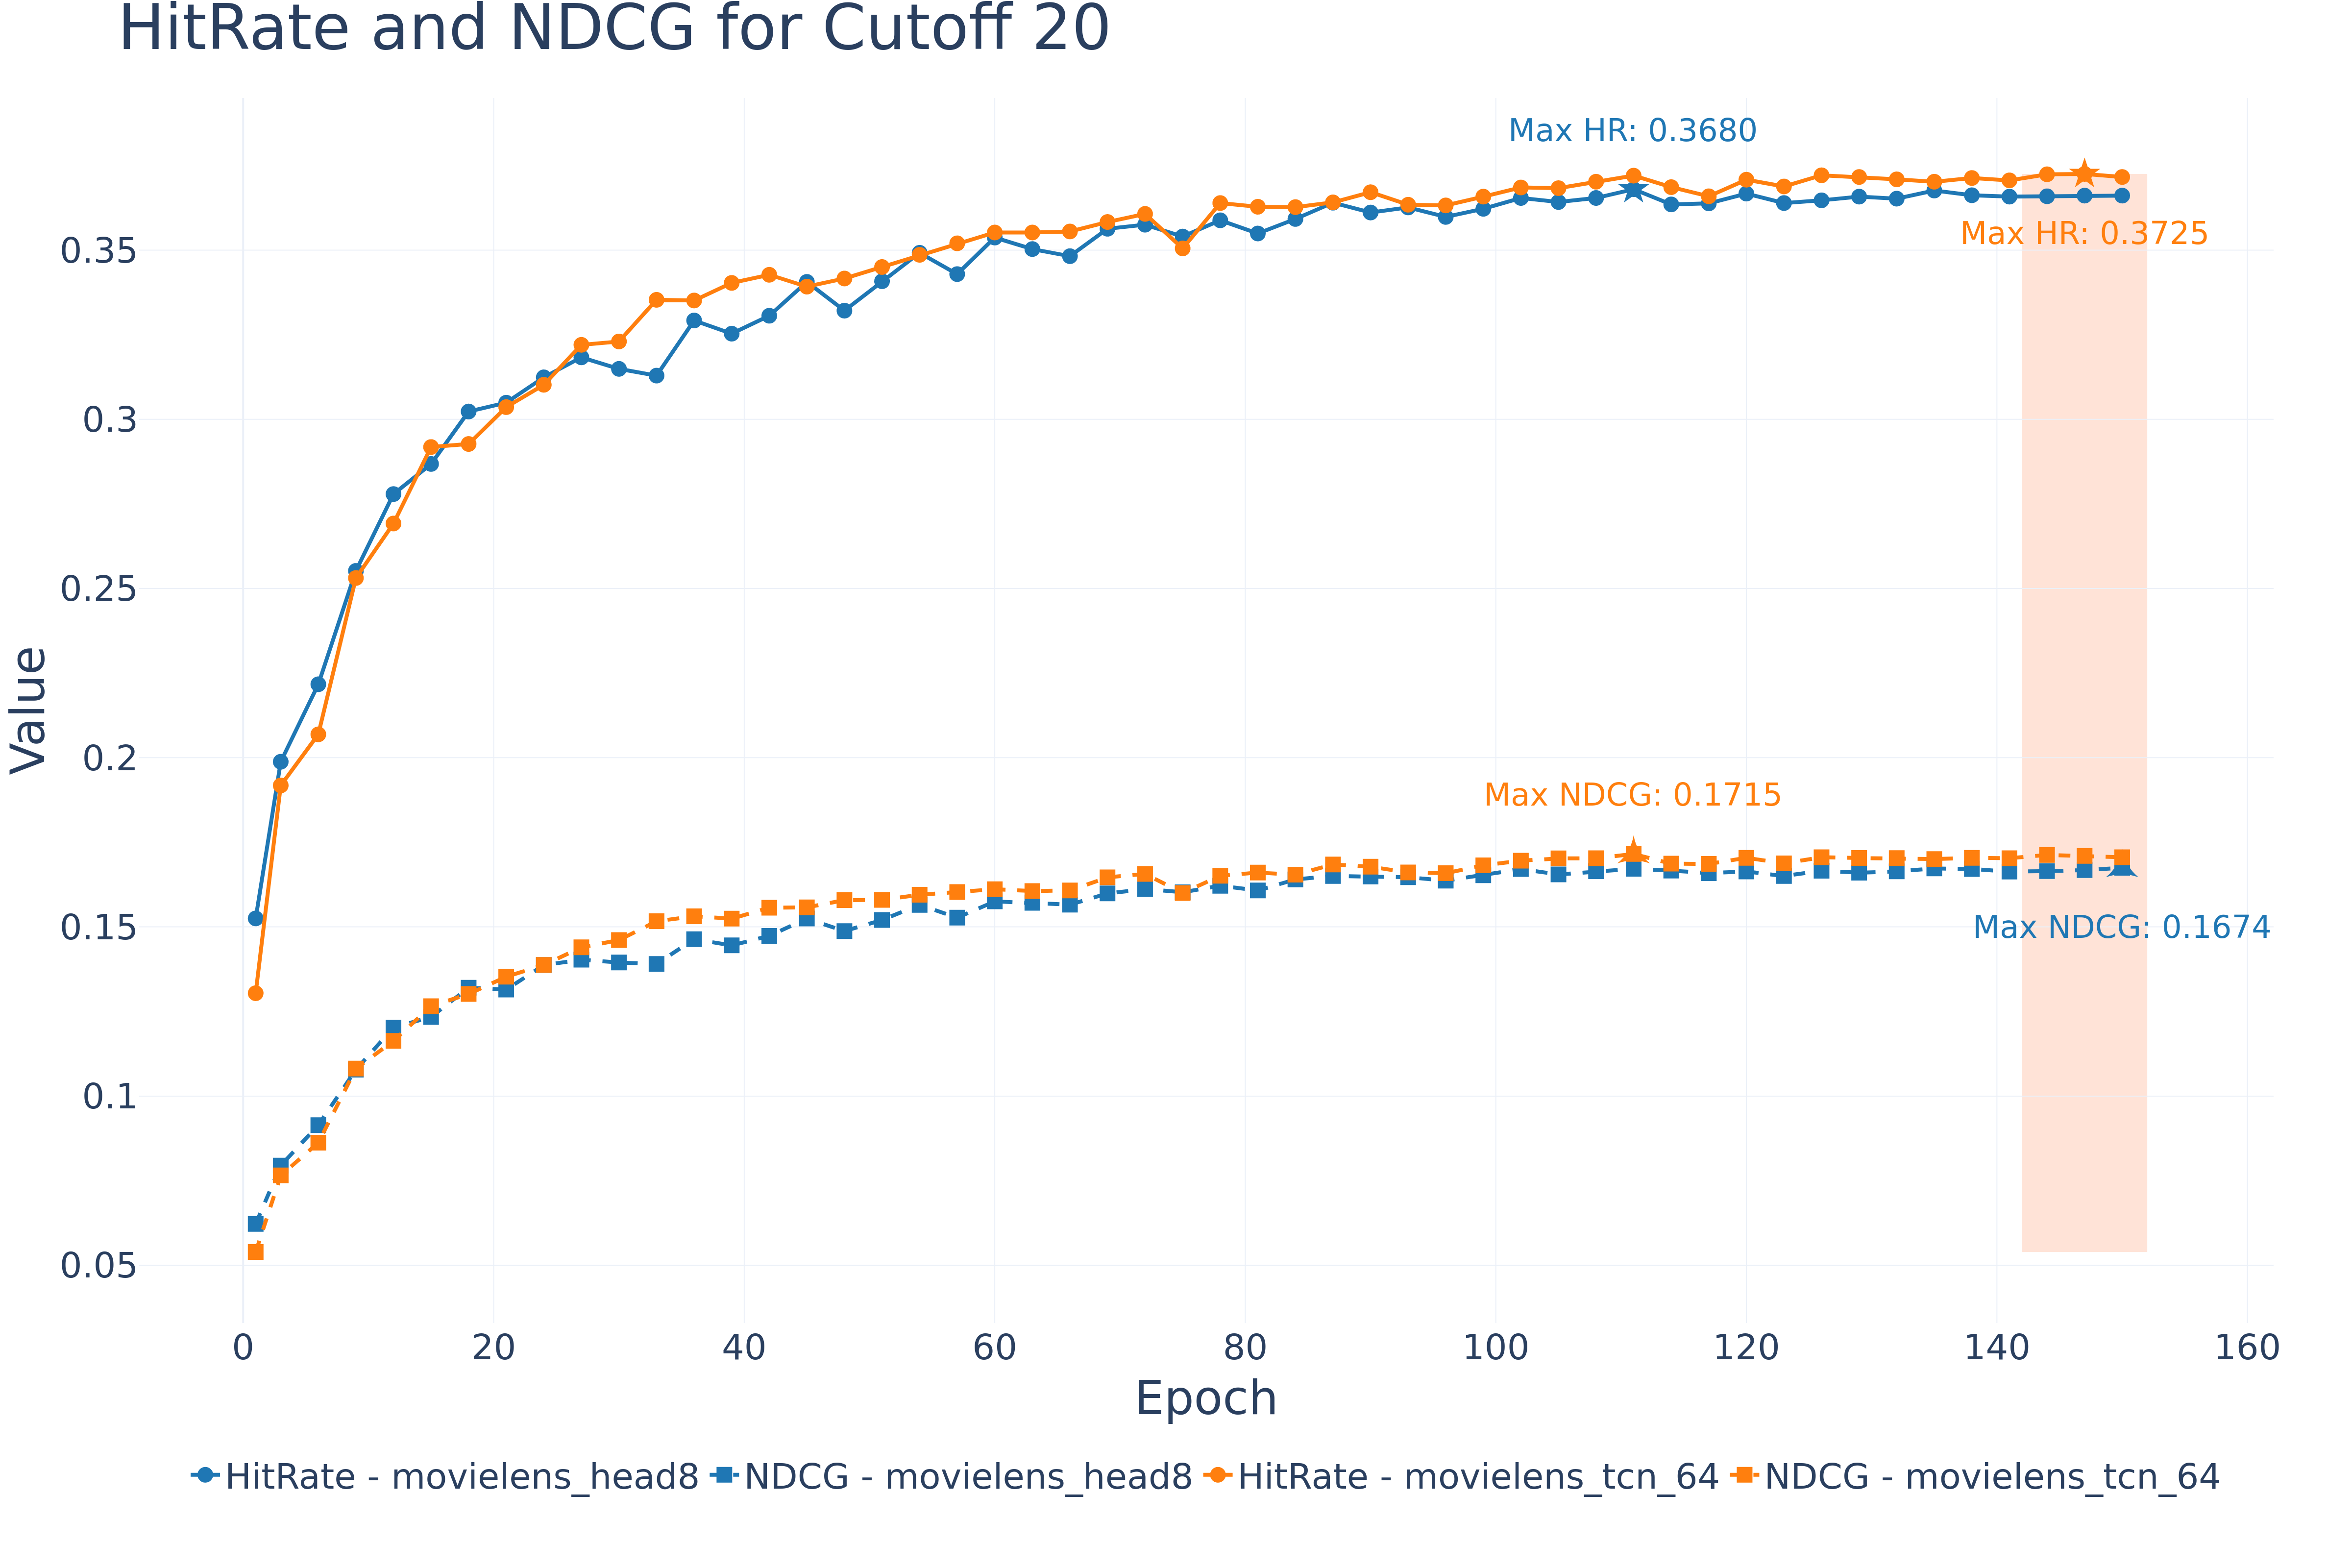 HitRate and NDCG for Cutoff 20
Max HR: 0.3680
Max HR: 0.3725
Max NDCG: 0.1715
Max NDCG: 0.1674
0.35
0.3
0.25
0.2
0.15
0.1
0.05
Value
0 20 40 60 80 100 120 140 160
Epoch
HitRate - movielens_head8 NDCG - movielens_head8 HitRate - movielens_tcn_64 NDCG - movielens_tcn_64